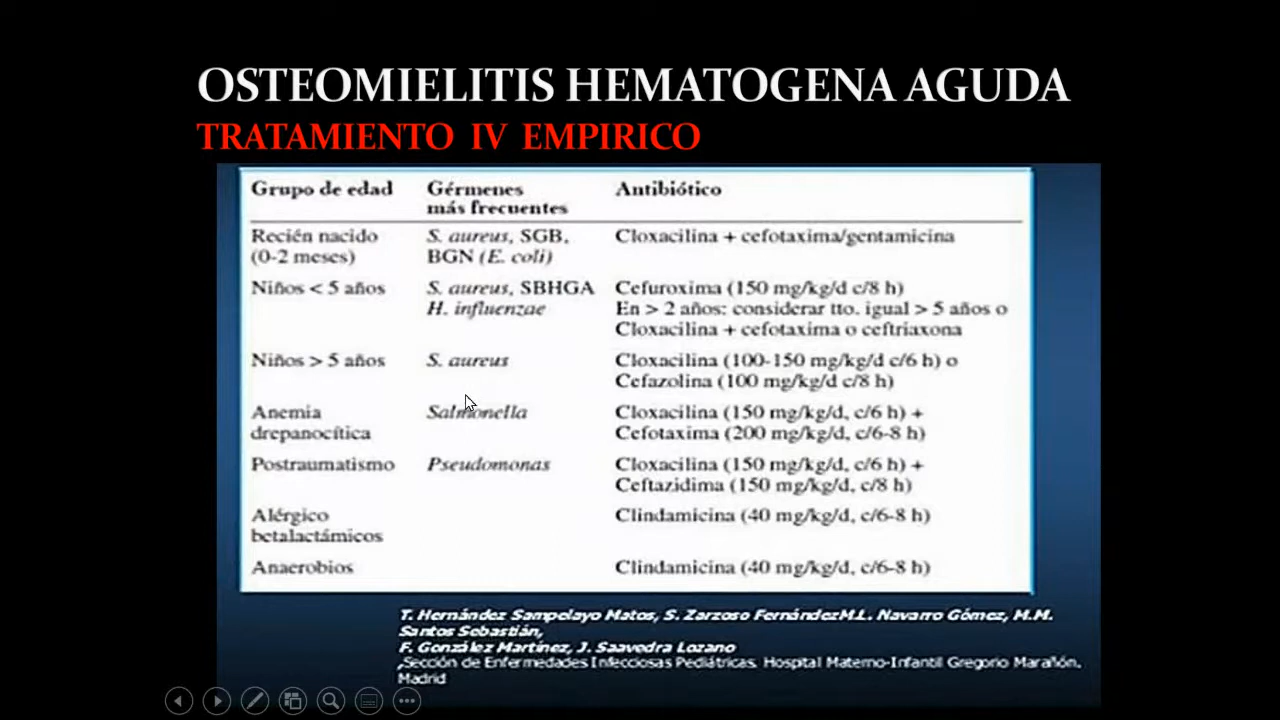 OSTEOMIELITIS HEMATOGENA AGUDA
TRATAMIENTO IV EMPIRICO
Grupo de edad Gérmenes más frecuentes Antibiótico
Recién nacido (0-2 meses) S. aureus, SGB, BGN (E. coli) Cloxacilina + cefotaxima/gentamicina
Niños < 5 años S. aureus, SBHGA H. influenzae Cefuroxima (150 mg/kg/d c/8 h)
En > 2 años: considerar tto. igual > 5 años o
Cloxacilina + cefotaxima o ceftriaxona
Niños > 5 años S. aureus Cloxacilina (100-150 mg/kg/d c/6 h) o
Cefazolina (100 mg/kg/d c/8 h)
Anemia drepanocítica Salmonella Cloxacilina (150 mg/kg/d, c/6 h) +
Cefotaxima (200 mg/kg/d, c/6-8 h)
Postraumatismo Pseudomonas Cloxacilina (150 mg/kg/d, c/6 h) +
Ceftazidima (150 mg/kg/d, c/8 h)
Alérgico betalactámicos Clindamicina (40 mg/kg/d, c/6-8 h)
Anaerobios Clindamicina (40 mg/kg/d, c/6-8 h)
T. Hernández Sampelayo Matos, S. Zarzoso FernándezM.L. Navarro Gómez, M.M.
Santos Sebastián,
F. González Martínez, J. Saavedra Lozano
,Sección de Enfermedades Infecciosas Pediátricas. Hospital Materno-Infantil Gregorio Marañón.
Madrid